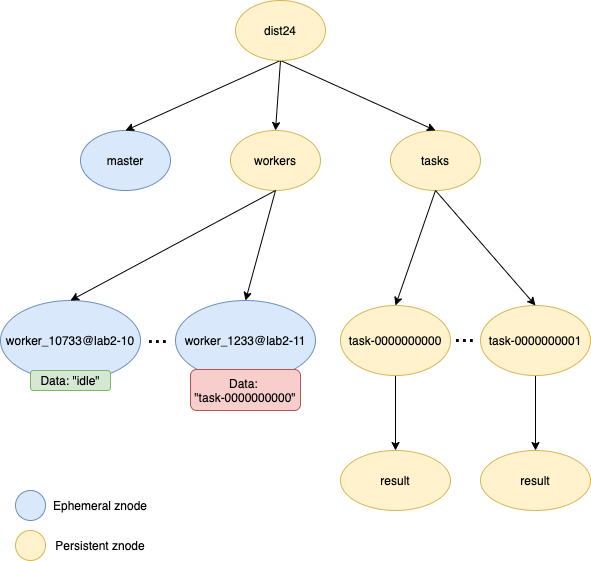 dist24
master
workers
tasks
worker_10733@lab2-10
...
worker_1233@lab2-11
task-0000000000
...
task-0000000001
Data: "idle"
Data:
"task-0000000000"
result
result
Ephemeral znode
Persistent znode